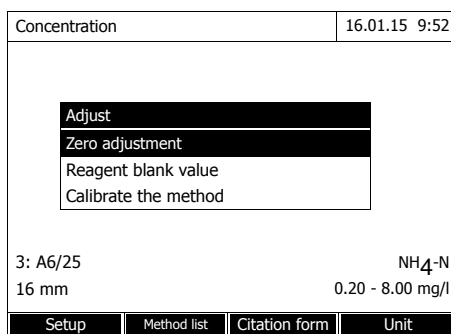 Concentration 16.01.15 9:52
Adjust
Zero adjustment
Reagent blank value
Calibrate the method
3: A6/25 NH4-N
16 mm 0.20 - 8.00 mg/l
Setup Method list Citation form Unit